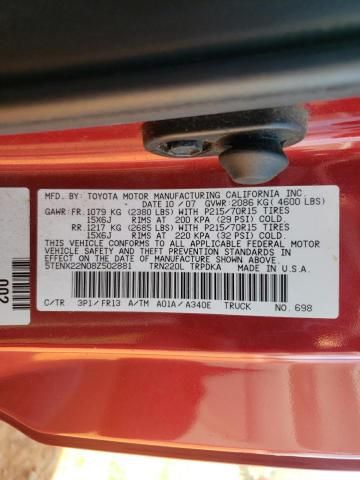 MFD. BY: TOYOTA MOTOR MANUFACTURING CALIFORNIA INC.
DATE 10 / 07 GVWR:2086 KG ( 4600 LBS)
GAWR:FR.1079 KG (2380 LBS) WITH P215/70R15 TIRES
15X6J RIMS AT 200 KPA (29 PSI) COLD.
RR.1217 KG (2685 LBS) WITH P215/70R15 TIRES
15X6J RIMS AT 220 KPA (32 PSI) COLD.
THIS VEHICLE CONFORMS TO ALL APPLICABLE FEDERAL MOTOR VEHICLE
SAFETY AND THEFT PREVENTION STANDARDS IN
EFFECT ON THE DATE OF MANUFACTURE SHOWN ABOVE.
5TENX22N08Z502881 TRN220L TRPDKA U.S.A.
C/TR 3P1/ FR13 A/TM A01A/ A340E TRUCK NO. 698
002